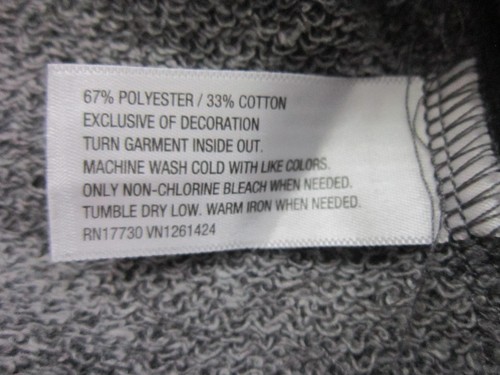 67% POLYESTER / 33% COTTON
EXCLUSIVE OF DECORATION
TURN GARMENT INSIDE OUT.
MACHINE WASH COLD WITH LIKE COLORS.
ONLY NON-CHLORINE BLEACH WHEN NEEDED.
TUMBLE DRY LOW. WARM IRON WHEN NEEDED.
RN17730 VN1261424